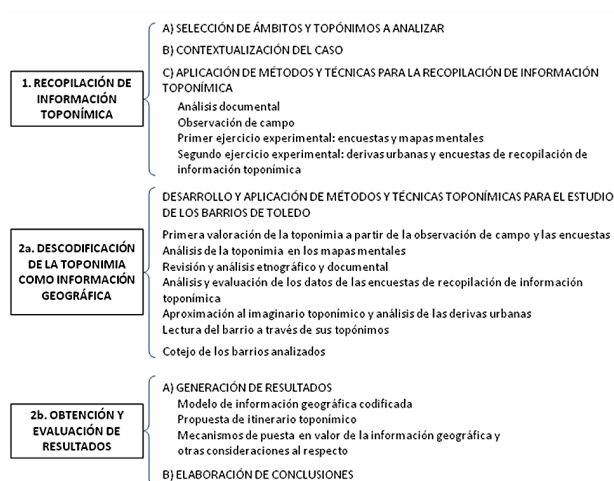 A) SELECCIÓN DE ÁMBITOS Y TOPÓNIMOS A ANALIZAR
B) CONTEXTUALIZACIÓN DEL CASO
1. RECOPILACIÓN DE
INFORMACIÓN
TOPONÍMICA
C) APLICACIÓN DE MÉTODOS Y TÉCNICAS PARA LA RECOPILACIÓN DE INFORMACIÓN
TOPONÍMICA
Análisis documental
Observación de campo
Primer ejercicio experimental: encuestas y mapas mentales
Segundo ejercicio experimental: derivas urbanas y encuestas de recopilación de
información toponímica
2a. DESCODIFICACIÓN
DE LA TOPONIMIA
COMO INFORMACIÓN
GEOGRÁFICA
DESARROLLO Y APLICACIÓN DE MÉTODOS Y TÉCNICAS TOPONÍMICAS PARA EL ESTUDIO
DE LOS BARRIOS DE TOLEDO
Primera valoración de la toponimia a partir de la observación de campo y las encuestas
Análisis de la toponimia en los mapas mentales
Revisión y análisis etnográfico y documental
Análisis y evaluación de los datos de las encuestas de recopilación de información
toponímica
Aproximación al imaginario toponímico y análisis de las derivas urbanas
Lectura del barrio a través de sus topónimos
Cotejo de los barrios analizados
2b. OBTENCIÓN Y
EVALUACIÓN DE
RESULTADOS
A) GENERACIÓN DE RESULTADOS
Modelo de información geográfica codificada
Propuesta de itinerario toponímico
Mecanismos de puesta en valor de la información geográfica y
otras consideraciones al respecto
B) ELABORACIÓN DE CONCLUSIONES